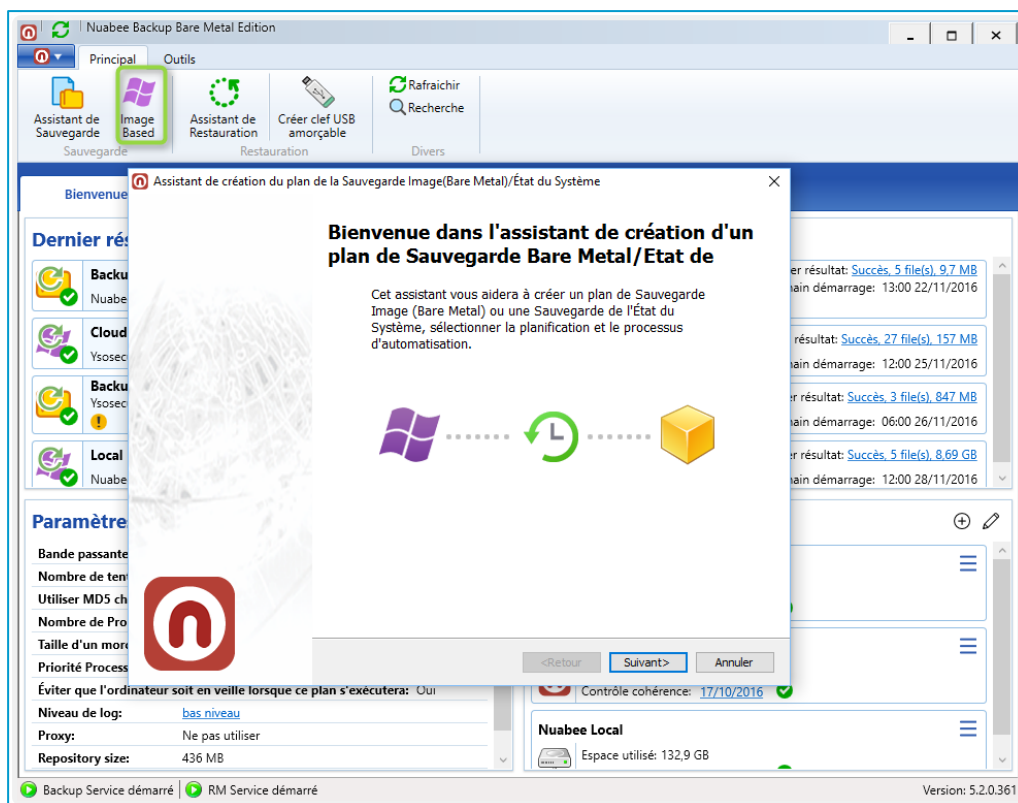 Nuabee Backup Bare Metal Edition
Principal Outils
Assistant de Sauvegarde
Image Based
Assistant de Restauration
Créer clef USB amorçable
Rafraichir
Recherche
Sauvegarde
Restauration
Divers
Bienvenue
Assistant de création du plan de la Sauvegarde Image(Bare Metal)/État du Système
Bienvenue dans l'assistant de création d'un
plan de Sauvegarde Bare Metal/Etat de
Cet assistant vous aidera à créer un plan de Sauvegarde
Image (Bare Metal) ou une Sauvegarde de l'État du
Système, sélectionner la planification et le processus
d'automatisation.
<Retour
Suivant>
Annuler
Dernier rés
Backu
Nuabe
er résultat: Succès, 5 file(s), 9,7 MB
hain démarrage: 13:00 22/11/2016
Cloud
Ysosec
résultat: Succès, 27 file(s), 157 MB
hain démarrage: 12:00 25/11/2016
Backu
Ysosec
er résultat: Succès, 3 file(s), 847 MB
hain démarrage: 06:00 26/11/2016
Local
Nuabe
er résultat: Succès, 5 file(s), 8,69 GB
hain démarrage: 12:00 28/11/2016
Paramètre
Bande passante
Nombre de ten
Utiliser MD5 ch
Nombre de Pro
Taille d'un mor
Priorité Process
Éviter que l'ordinateur soit en veille lorsque ce plan s'exécutera: Oui
Niveau de log: bas niveau
Proxy: Ne pas utiliser
Repository size: 436 MB
Contrôle cohérence: 17/10/2016
Nuabee Local
Espace utilisé: 132,9 GB
Backup Service démarré
RM Service démarré
Version: 5.2.0.361